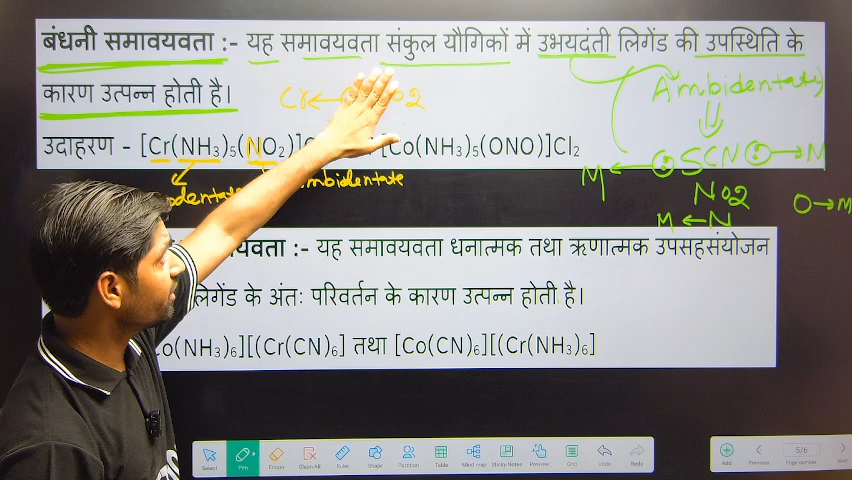 बंधनी समावयवता :- यह समावयवता संकुल यौगिकों में उभयदंती लिगेंड की उपस्थिति के
कारण उत्पन्न होती है।
Ambidentate)
उदाहरण - [Cr(NH₃)₅(NO₂)] [Co(NH₃)₅(ONO)]Cl₂
M ← SCN → M
NO2
O→M
M ← N
:- यह समावयवता धनात्मक तथा ऋणात्मक उपसहसंयोजन
लिगेंड के अंतः परिवर्तन के कारण उत्पन्न होती है।
Co(NH₃)₆][(Cr(CN)₆] तथा [Co(CN)₆][(Cr(NH₃)₆]
Select Pen Eraser Clean All Ruler Shape Partition Table Mind map Sticky-Notes Preview Grid Undo Redo
Add Previous 5/6 Page number Next